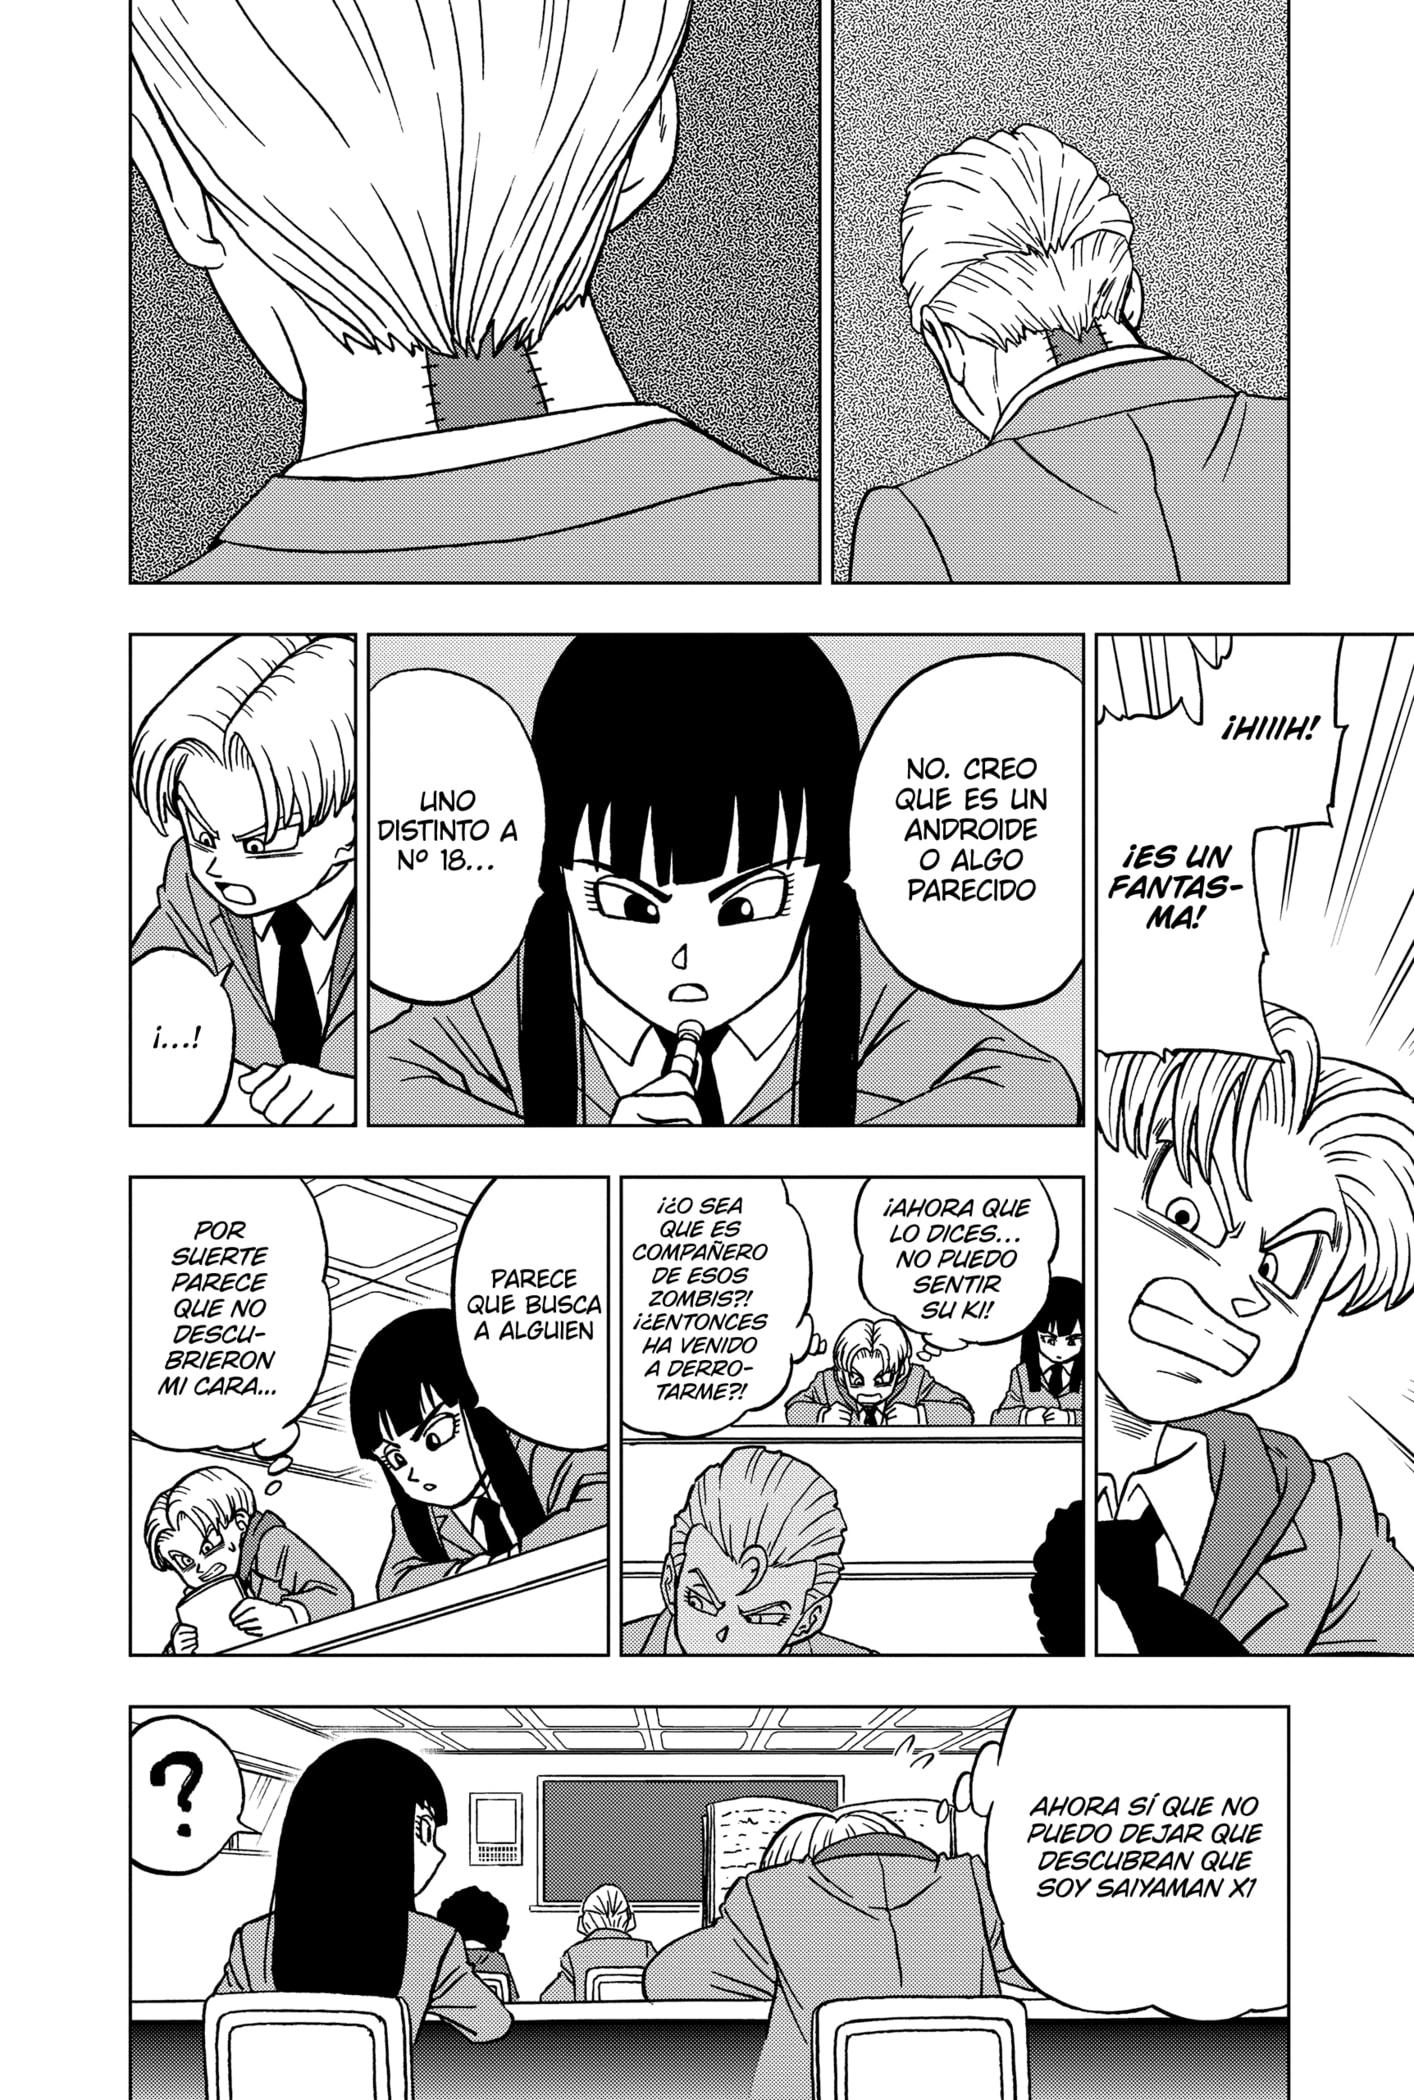 ¡HIIIH!
¡ES UN
FANTAS-
MA!
NO. CREO
QUE ES UN
ANDROIDE
O ALGO
PARECIDO
UNO
DISTINTO A
Nº 18...
¡...!
¡AHORA QUE
LO DICES...
NO PUEDO
SENTIR
SU KI!
¡¿O SEA
QUE ES
COMPAÑERO
DE ESOS
ZOMBIS?!
¡¿ENTONCES
HA VENIDO
A DERRO-
TARME?!
PARECE
QUE BUSCA
A ALGUIEN
POR
SUERTE
PARECE
QUE NO
DESCU-
BRIERON
MI CARA...
AHORA SÍ QUE NO
PUEDO DEJAR QUE
DESCUBRAN QUE
SOY SAIYAMAN X1
?